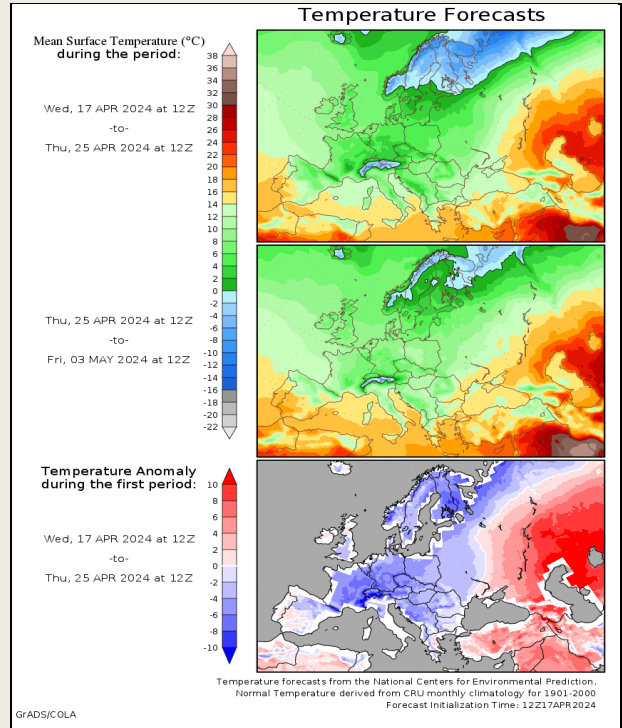 Temperature Forecasts
Mean Surface Temperature (°C)
during the period:
Wed, 17 APR 2024 at 12Z
-to-
Thu, 25 APR 2024 at 12Z
38
36
34
32
30
28
26
24
22
20
18
16
14
12
10
8
6
4
2
0
-2
-4
-6
-8
-10
-12
-14
-16
-18
-20
-22
Thu, 25 APR 2024 at 12Z
-to-
Fri, 03 MAY 2024 at 12Z
Temperature Anomaly
during the first period:
Wed, 17 APR 2024 at 12Z
-to-
Thu, 25 APR 2024 at 12Z
10
8
6
4
2
0
-2
-4
-6
-8
-10
Temperature forecasts from the National Centers for Environmental Prediction.
Normal Temperature derived from CRU monthly climatology for 1901-2000
Forecast Initialization Time: 12Z17APR2024
GrADS/COLA